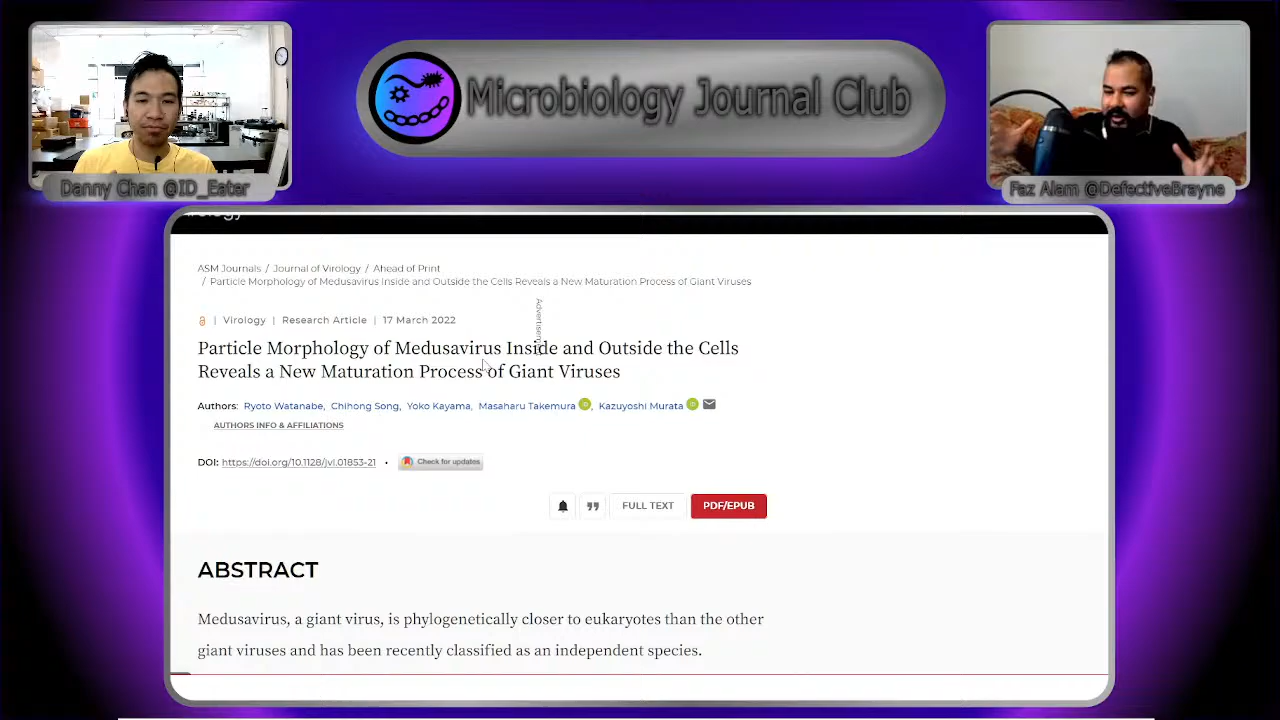 Microbiology Journal Club
Danny Chan @ID_Eater
Faz Alam @DefectiveBrayne
ASM Journals / Journal of Virology / Ahead of Print
/ Particle Morphology of Medusavirus Inside and Outside the Cells Reveals a New Maturation Process of Giant Viruses
| Virology | Research Article | 17 March 2022
Particle Morphology of Medusavirus Inside and Outside the Cells
Reveals a New Maturation Process of Giant Viruses
Authors: Ryoto Watanabe, Chihong Song, Yoko Kayama, Masaharu Takemura, Kazuyoshi Murata
AUTHORS INFO & AFFILIATIONS
DOI: https://doi.org/10.1128/jvi.01853-21 • Check for updates
FULL TEXT PDF/EPUB
ABSTRACT
Medusavirus, a giant virus, is phylogenetically closer to eukaryotes than the other
giant viruses and has been recently classified as an independent species.